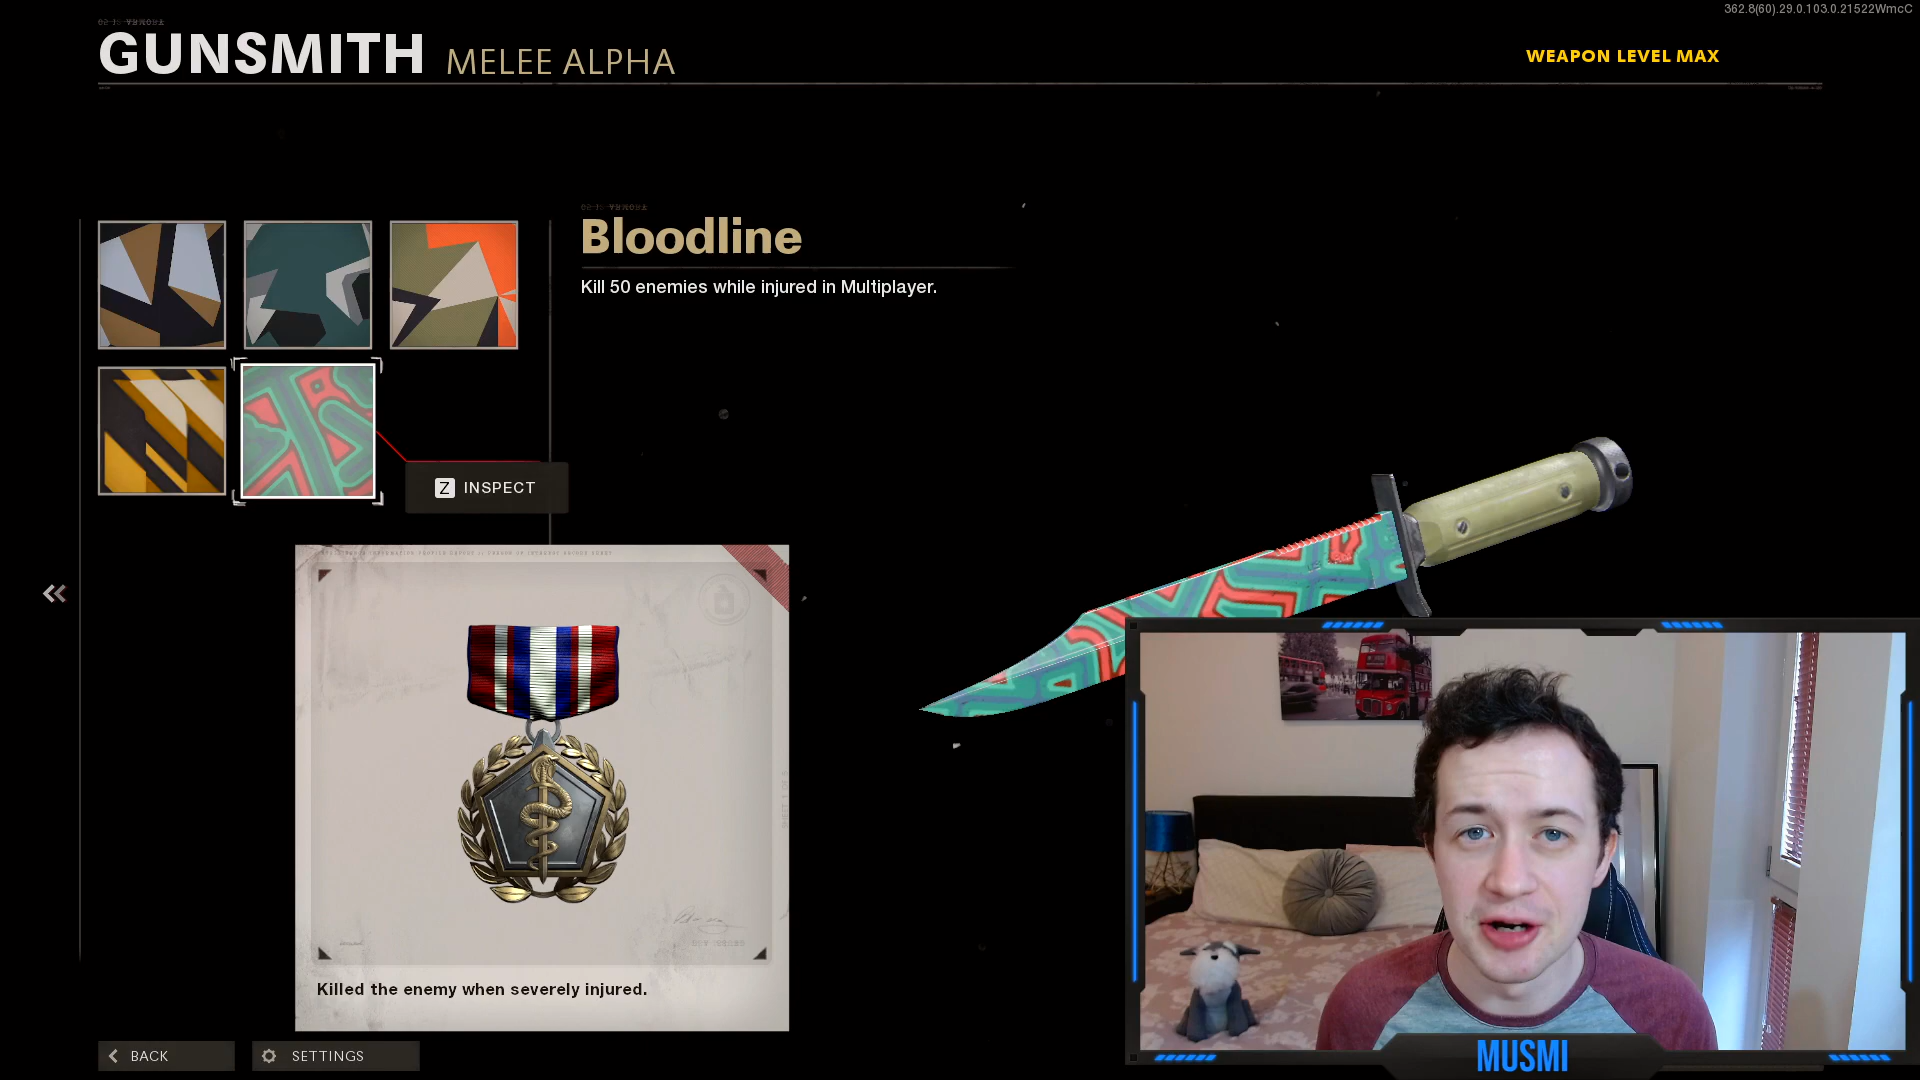 362.8(60).29.0.103.0.21522WmcC
GUNSMITH MELEE ALPHA
WEAPON LEVEL MAX
Bloodline
Kill 50 enemies while injured in Multiplayer.
Z INSPECT
Killed the enemy when severely injured.
BACK
SETTINGS
MUSMI